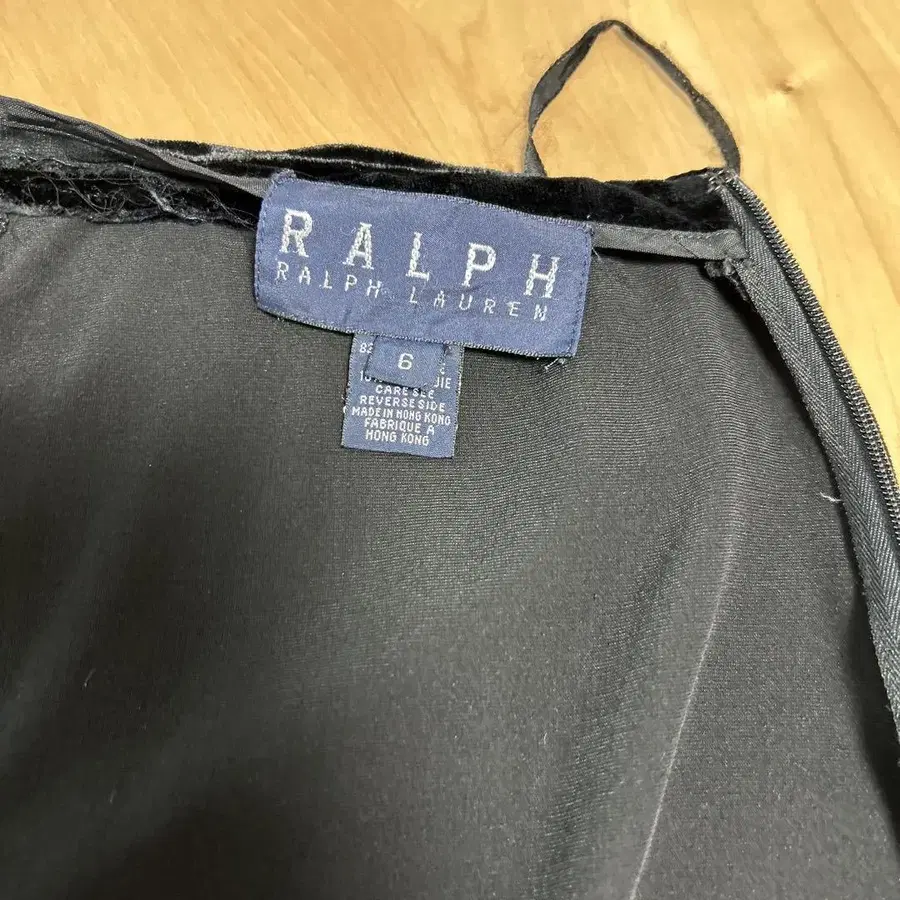 RALPH
RALPH LAUREN
6
CARE SEE
REVERSE SIDE
MADE IN HONG KONG
FABRIQUE A
HONG KONG